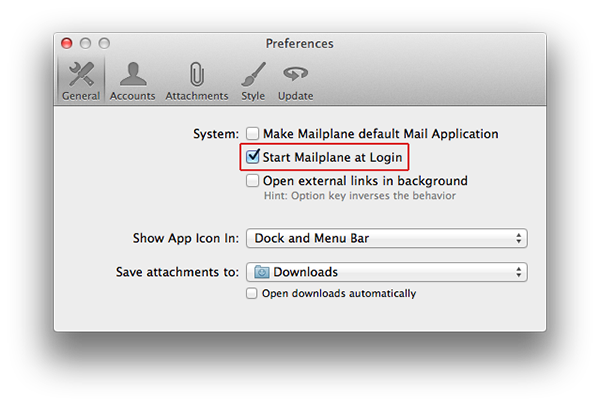 Preferences
General Accounts Attachments Style Update
System: Make Mailplane default Mail Application
Start Mailplane at Login
Open external links in background
Hint: Option key inverses the behavior
Show App Icon In: Dock and Menu Bar
Save attachments to: Downloads
Open downloads automatically